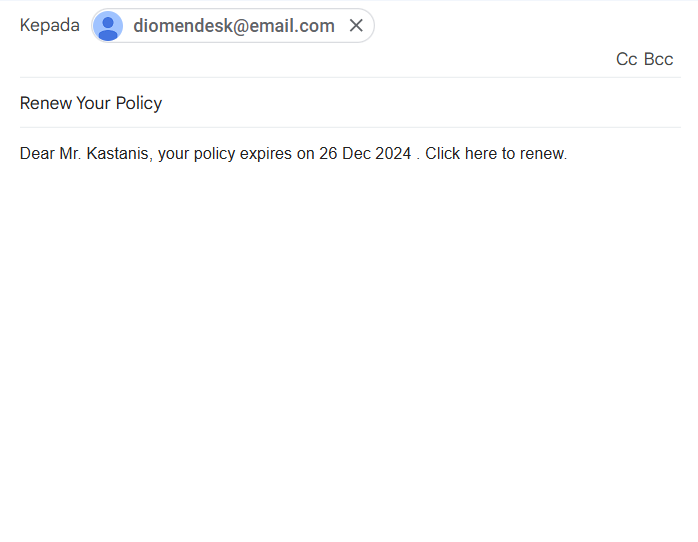 Kepada diomendesk@email.com
Cc Bcc
Renew Your Policy
Dear Mr. Kastanis, your policy expires on 26 Dec 2024 . Click here to renew.